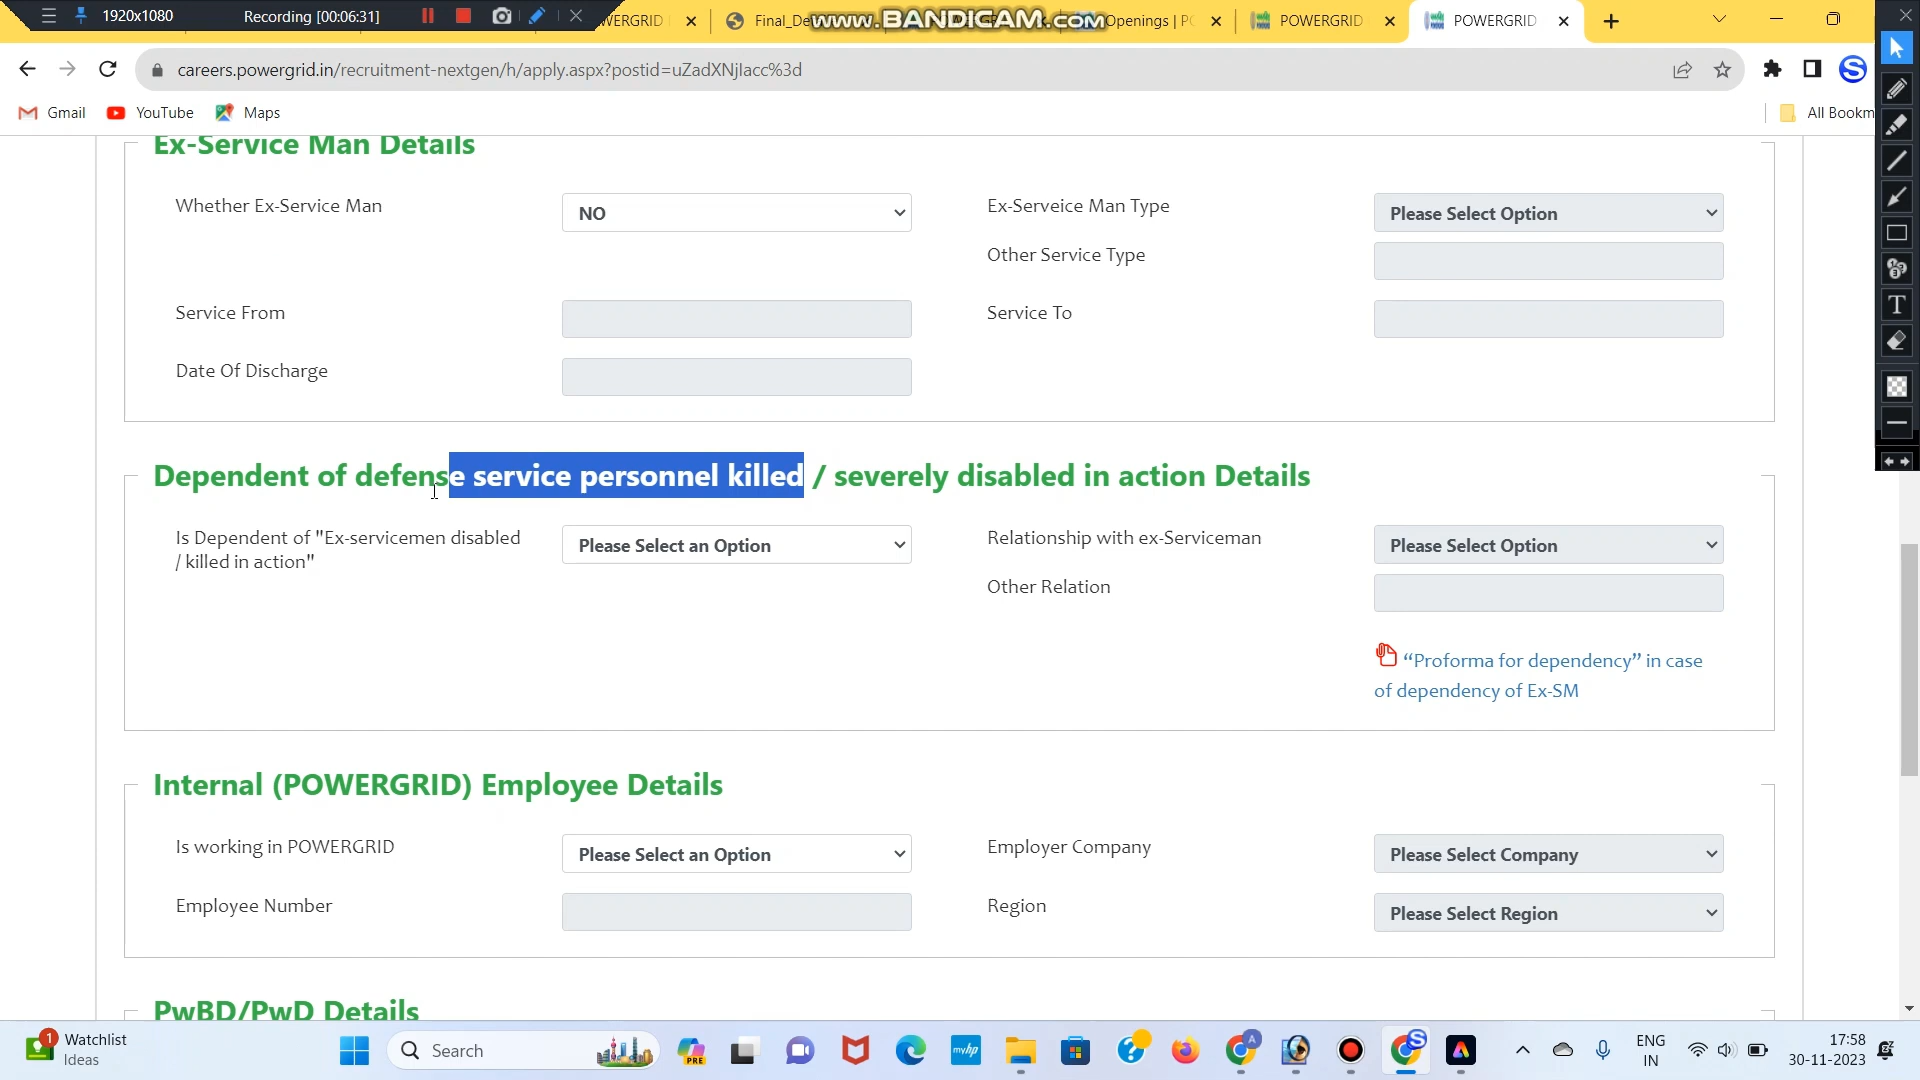 1920x1080
Recording [00:06:31]
WERGRID
Final_De
www.BANDICAM.com
Openings | P
POWERGRID
POWERGRID
careers.powergrid.in/recruitment-nextgen/h/apply.aspx?postid=uZadXNjIacc%3d
Gmail
YouTube
Maps
All Bookm
Ex-Service Man Details
Whether Ex-Service Man
NO
Ex-Serveice Man Type
Please Select Option
Other Service Type
Service From
Service To
Date Of Discharge
Dependent of defense service personnel killed / severely disabled in action Details
Is Dependent of "Ex-servicemen disabled
/ killed in action"
Please Select an Option
Relationship with ex-Serviceman
Please Select Option
Other Relation
“Proforma for dependency” in case
of dependency of Ex-SM
Internal (POWERGRID) Employee Details
Is working in POWERGRID
Please Select an Option
Employer Company
Please Select Company
Employee Number
Region
Please Select Region
PwBD/PwD Details
1
Watchlist
Ideas
Search
PRE
myhp
A
S
ENG
IN
17:58
30-11-2023